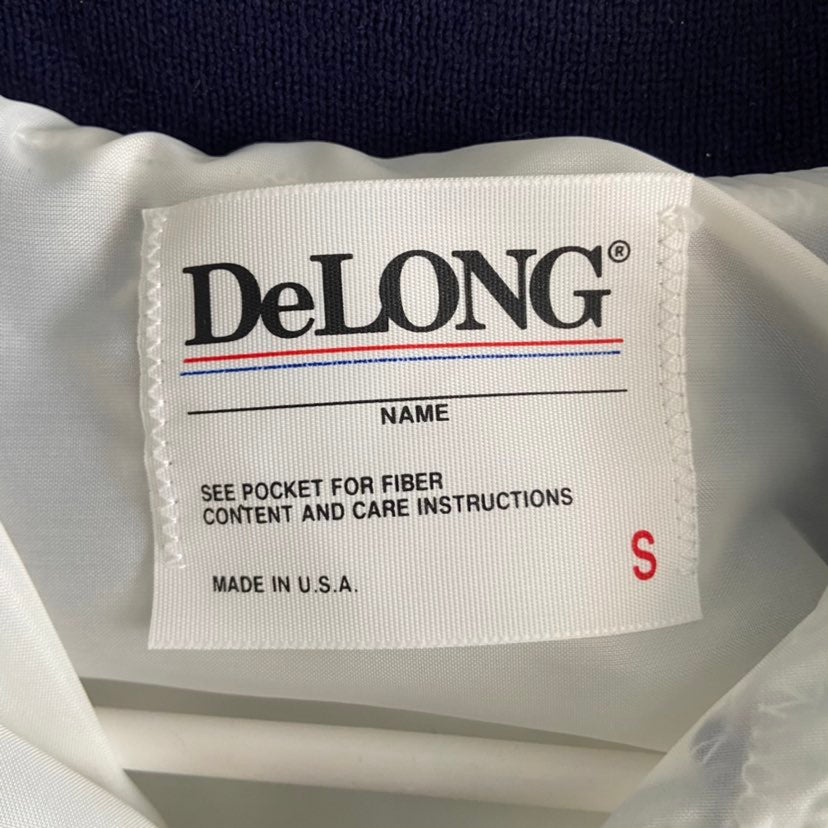 DeLONG®
NAME
SEE POCKET FOR FIBER
CONTENT AND CARE INSTRUCTIONS
S
MADE IN U.S.A.